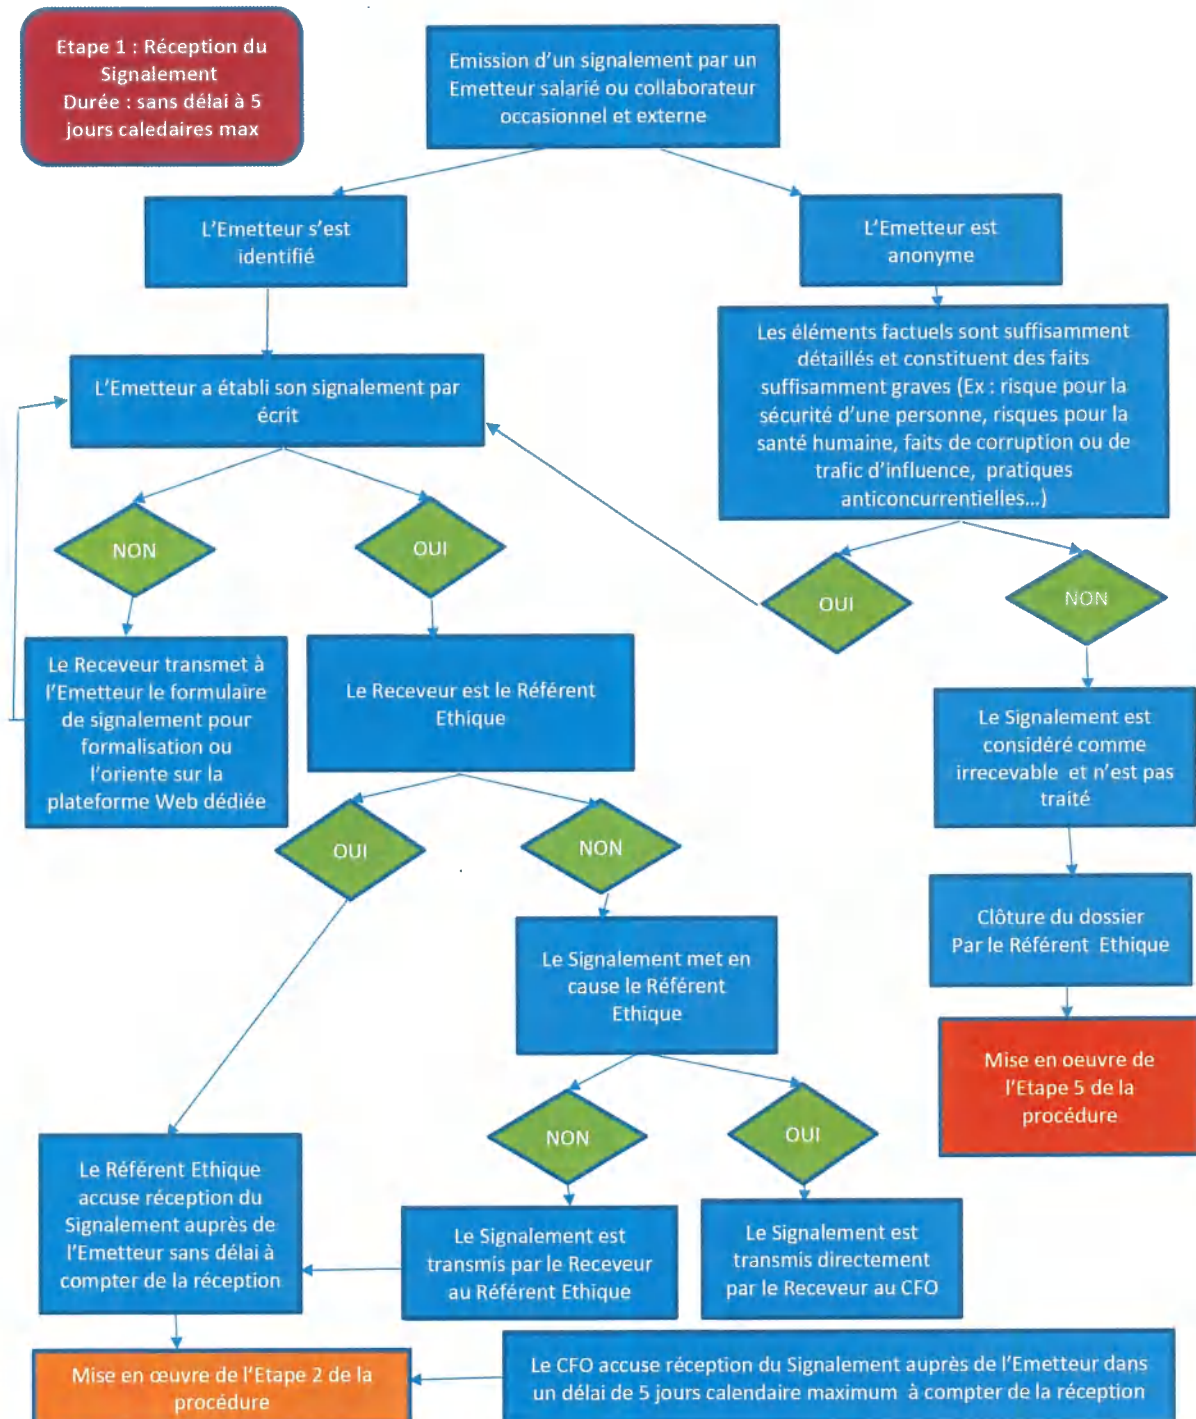 Etape 1 : Réception du
Signalement
Durée : sans délai à 5
jours caledaires max
Emission d'un signalement par un
Emetteur salarié ou collaborateur
occasionnel et externe
L'Emetteur s'est
identifié
L'Emetteur est
anonyme
L'Emetteur a établi son signalement par
écrit
Les éléments factuels sont suffisamment
détaillés et constituent des faits
suffisamment graves (Ex : risque pour la
sécurité d'une personne, risques pour la
santé humaine, faits de corruption ou de
trafic d'influence, pratiques
anticoncurrentielles...)
NON
OUI
OUI
NON
Le Receveur transmet à
l'Emetteur le formulaire
de signalement pour
formalisation ou
l'oriente sur la
plateforme Web dédiée
Le Receveur est le Référent
Ethique
Le Signalement est
considéré comme
irrecevable et n'est pas
traité
OUI
NON
Clôture du dossier
Par le Référent Ethique
Le Signalement met en
cause le Référent
Ethique
Mise en oeuvre de
l'Etape 5 de la
procédure
NON
OUI
Le Référent Ethique
accuse réception du
Signalement auprès de
l'Emetteur sans délai à
compter de la réception
Le Signalement est
transmis par le Receveur
au Référent Ethique
Le Signalement est
transmis directement
par le Receveur au CFO
Mise en œuvre de l'Etape 2 de la
procédure
Le CFO accuse réception du Signalement auprès de l'Emetteur dans
un délai de 5 jours calendaire maximum à compter de la réception